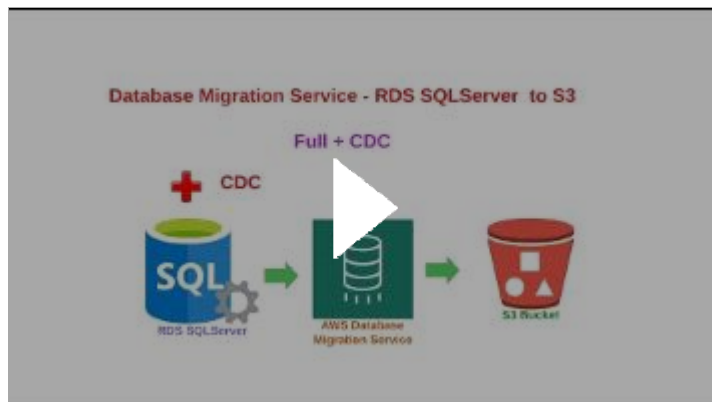 Database Migration Service - RDS SQLServer to S3
Full + CDC
CDC
SQL
RDS SQLServer
AWS Database
Migration Service
S3 Bucket